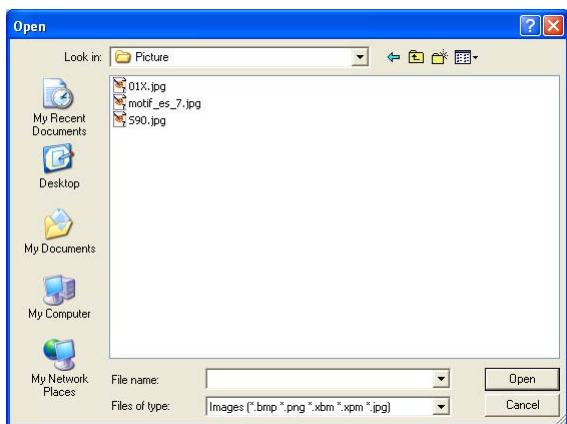 Open
Look in: Picture
01X.jpg
motif_es_7.jpg
S90.jpg
My Recent
Documents
Desktop
My Documents
My Computer
My Network
Places
File name:
Open
Files of type: Images (*.bmp *.png *.xbm *.xpm *.jpg)
Cancel